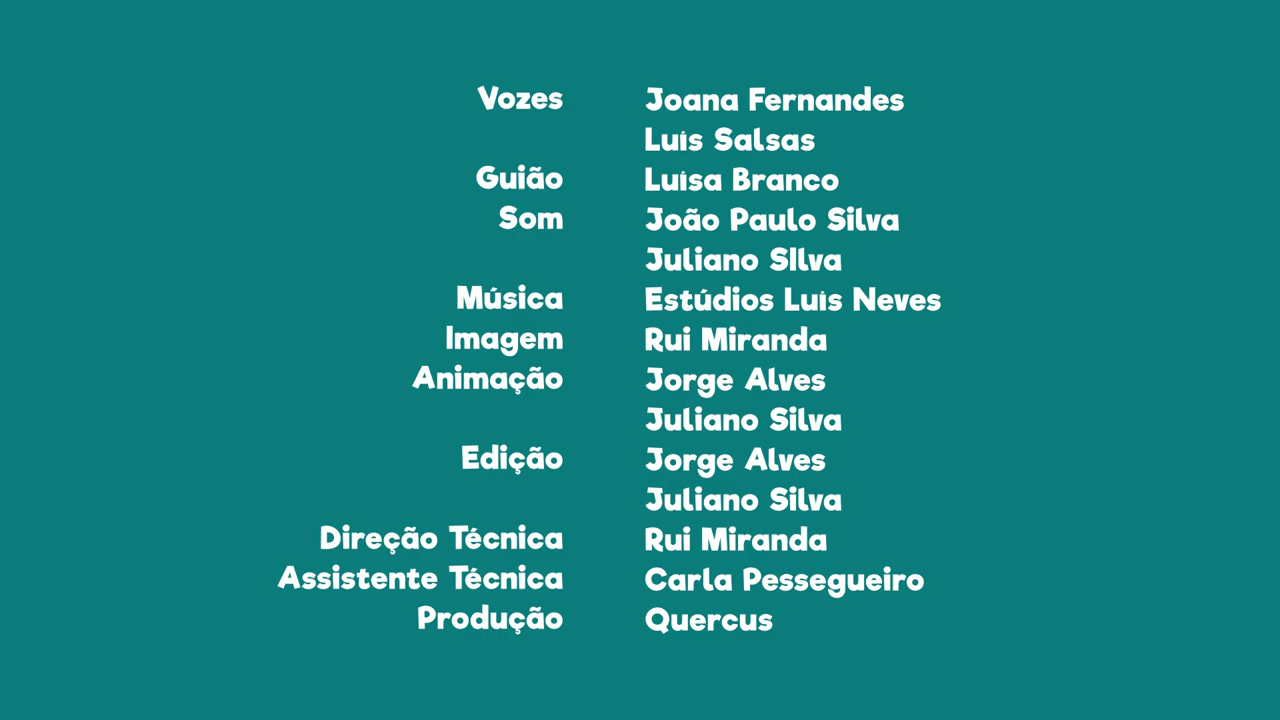 Vozes Joana Fernandes
Luís Salsas
Guião Luísa Branco
Som João Paulo Silva
Juliano SIlva
Música Estúdios Luís Neves
Imagem Rui Miranda
Animação Jorge Alves
Juliano Silva
Edição Jorge Alves
Juliano Silva
Direção Técnica Rui Miranda
Assistente Técnica Carla Pessegueiro
Produção Quercus